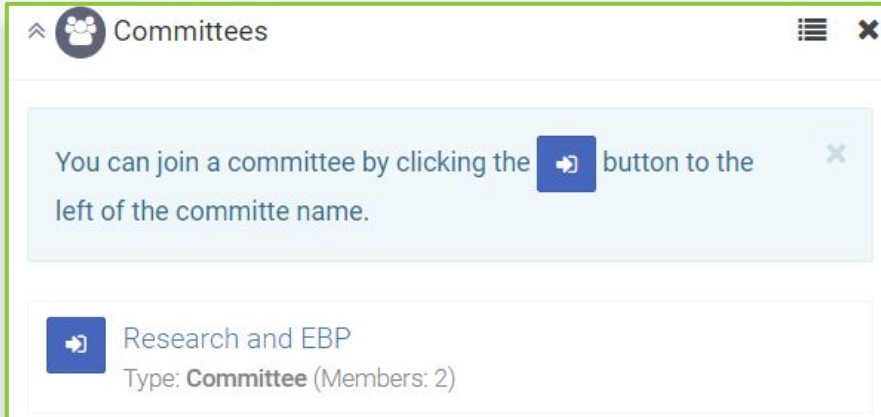 Committees
You can join a committee by clicking the button to the
left of the committe name.
Research and EBP
Type: Committee (Members: 2)